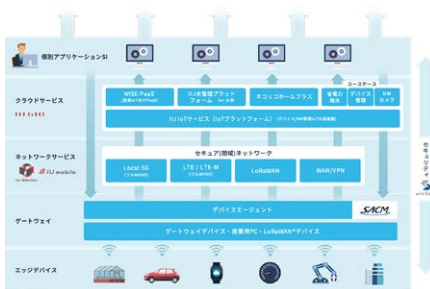 個別アプリケーションSI
ユースケース
クラウドサービス
WISE-PaaS
IIJ水管理プラット
フォーム for 水田
ネコリコホームプラス
省電力
端末
デバイス
管理
NW
カメラ
IIJ GIO
IIJ IoTサービス（IoTプラットフォーム）
ネットワークサービス
セキュア（閉域）ネットワーク
IIJ mobile
Local 5G
LTE / LTE-M
LoRaWAN
WAN/VPN
セキュリティ
ゲートウェイ
デバイスエージェント
SACM
ゲートウェイデバイス・産業用PC・LoRaWAN®デバイス
エッジデバイス